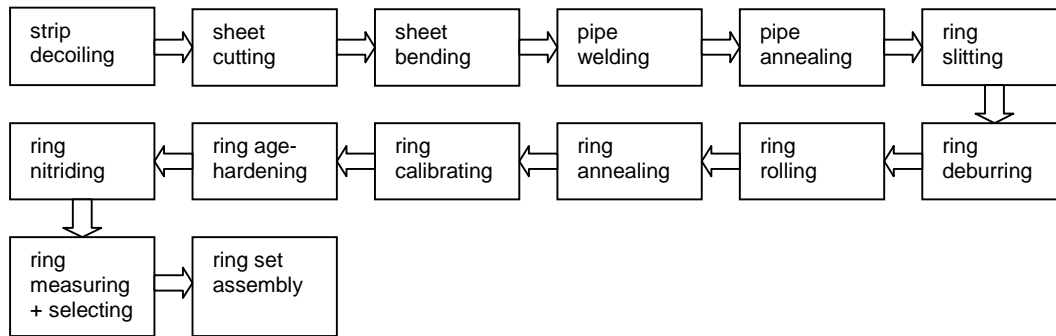 strip
decoiling
sheet
cutting
sheet
bending
pipe
welding
pipe
annealing
ring
slitting
ring
nitriding
ring age-
hardening
ring
calibrating
ring
annealing
ring
rolling
ring
deburring
ring
measuring
+ selecting
ring set
assembly